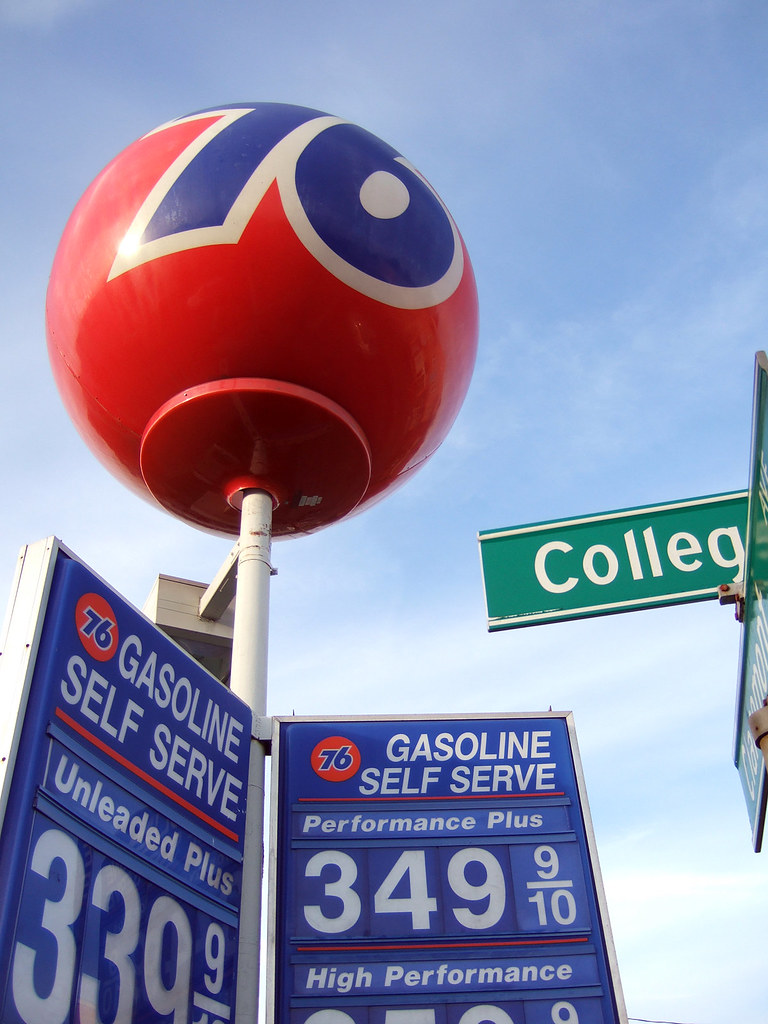 76
Colleg
76 GASOLINE
SELF SERVE
Unleaded Plus
339 9
76 GASOLINE
SELF SERVE
Performance Plus
349 9/10
High Performance
9